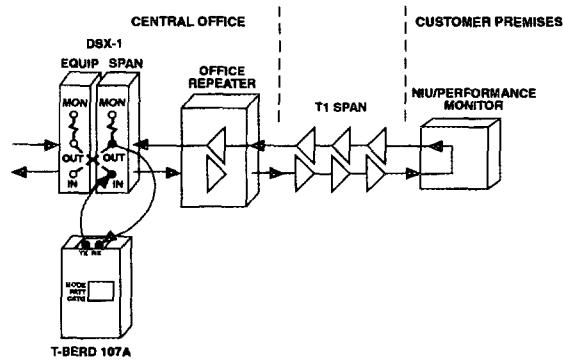 CENTRAL OFFICE
CUSTOMER PREMISES
DSX-1
EQUIP SPAN
OFFICE
REPEATER
T1 SPAN
NIU/PERFORMANCE
MONITOR
MON
MON
OUT
OUT
IN
IN
TX RX
MODE
PATT
T-BERD 107A